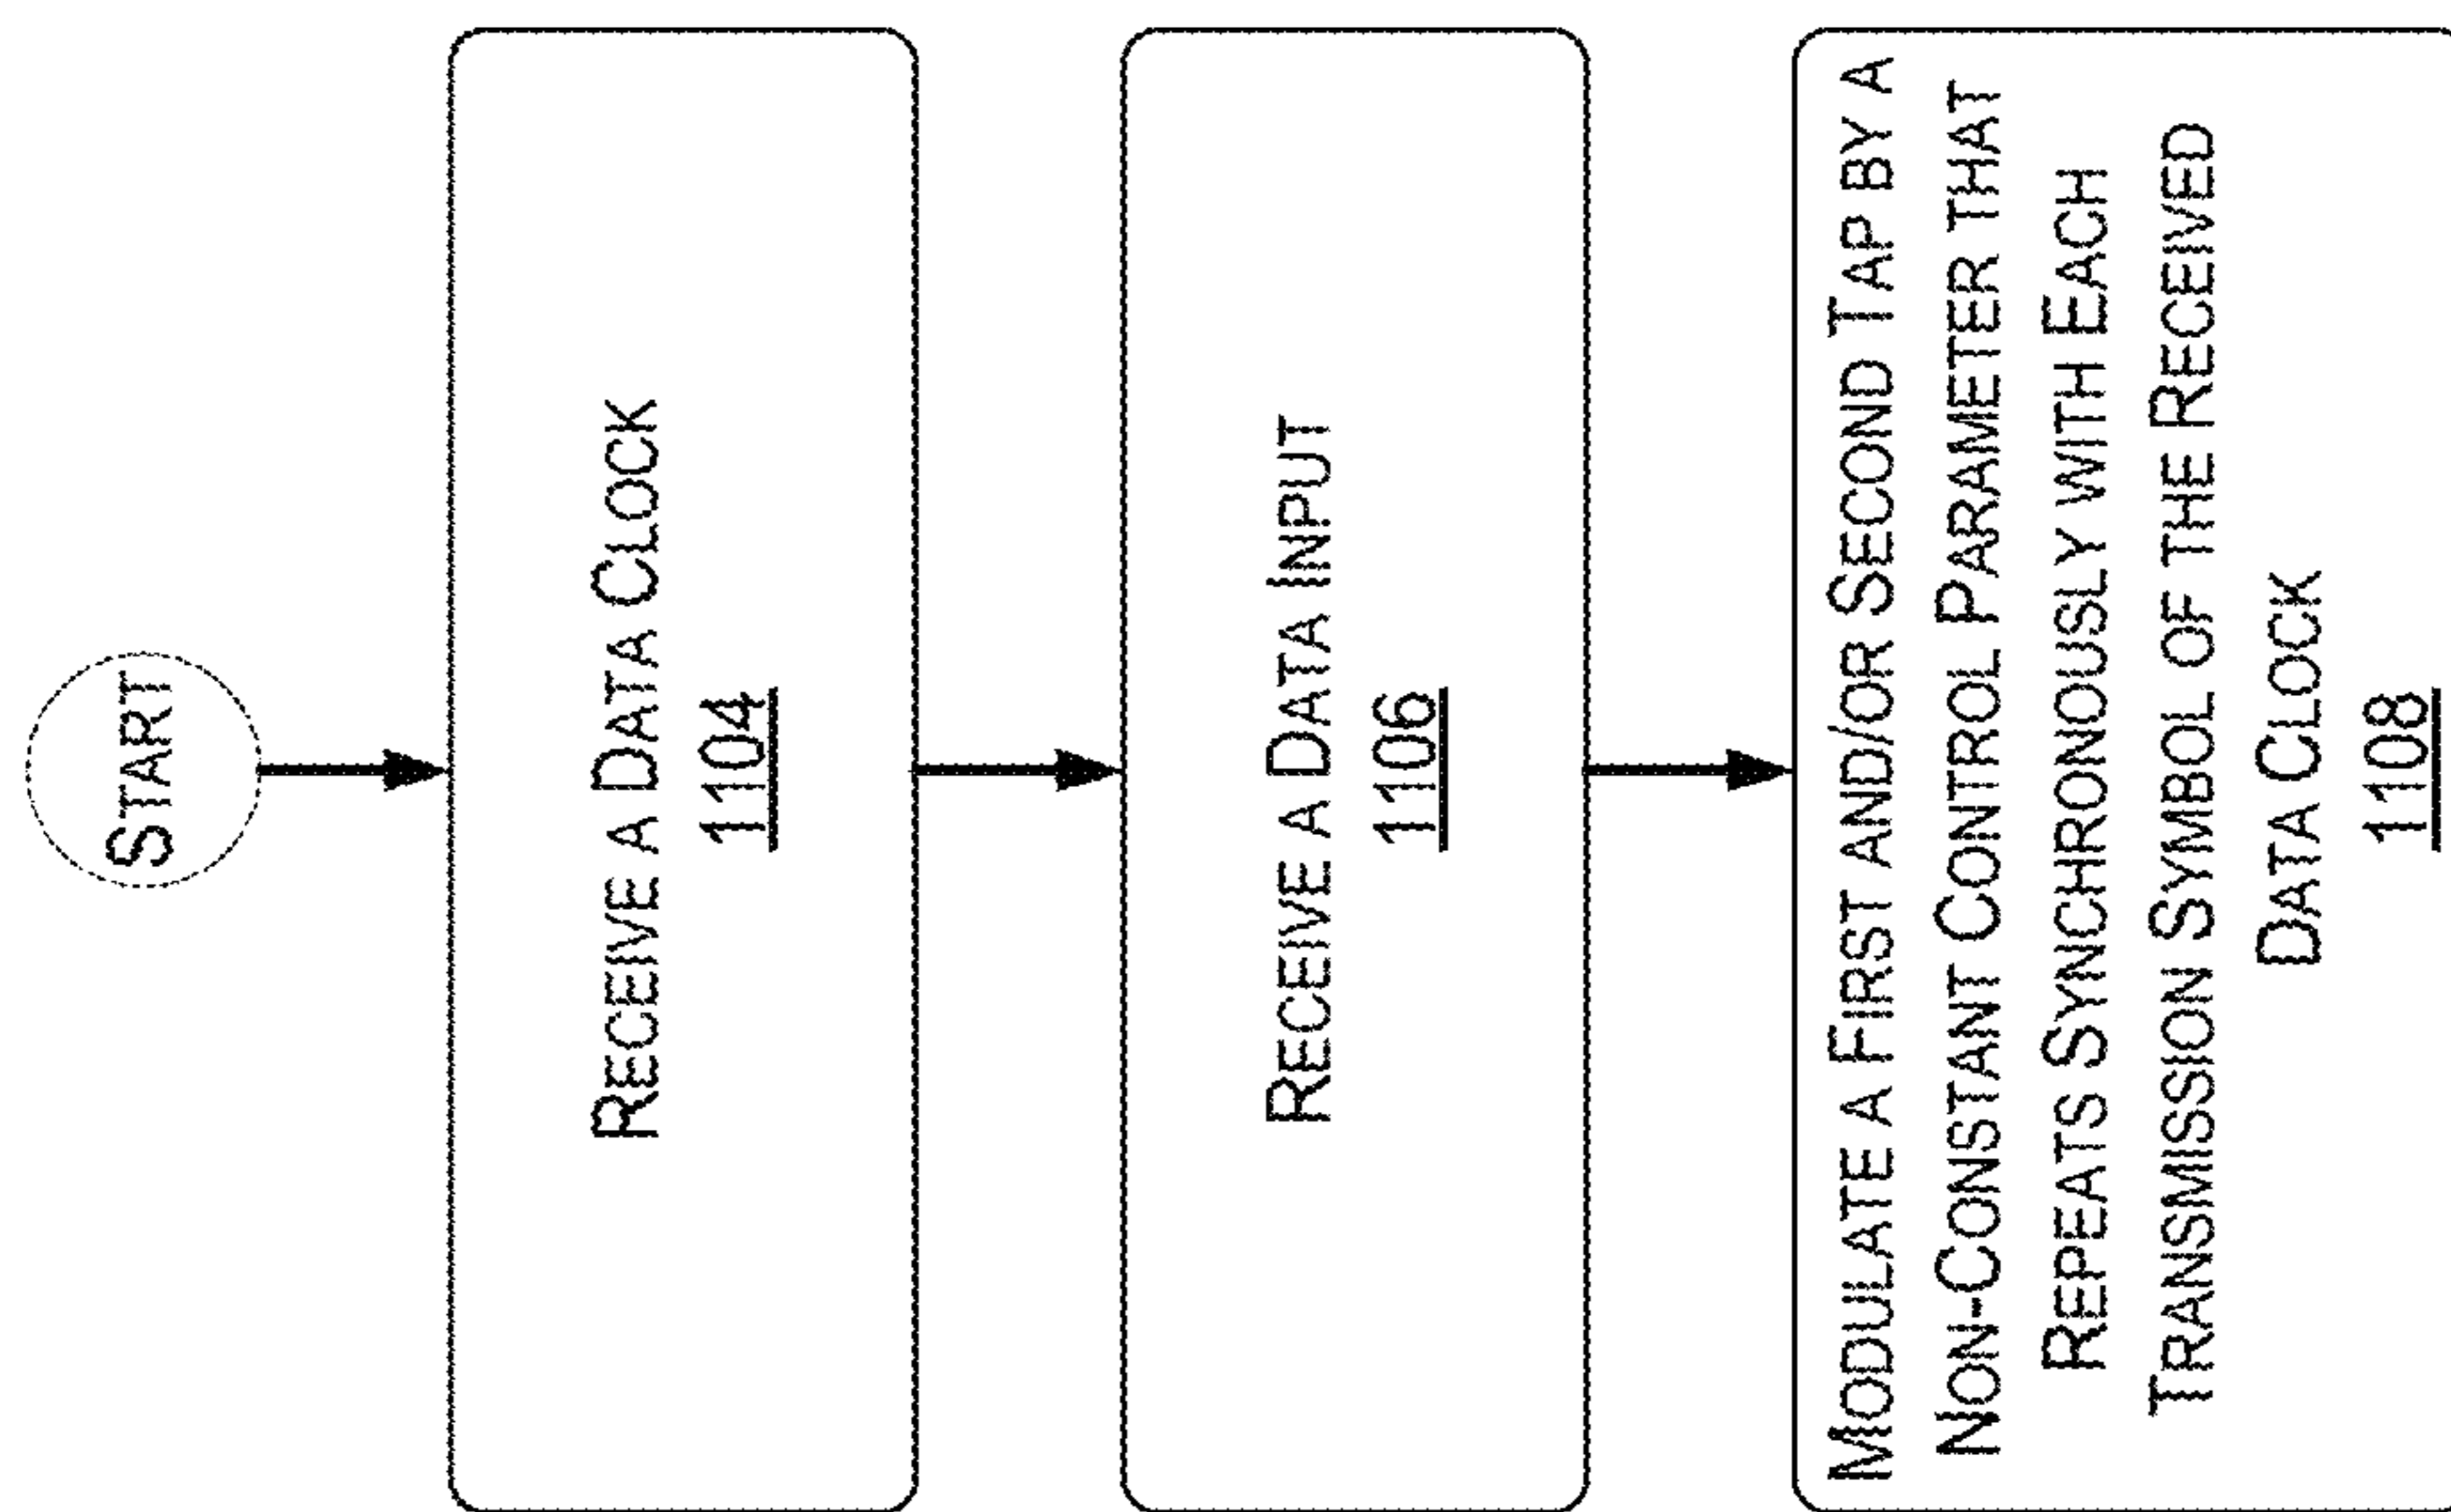 START
RECEIVE A DATA CLOCK
1104
RECEIVE A DATA INPUT
1106
MODULATE A FIRST AND/OR SECOND TAP BY A
NON-CONSTANT CONTROL PARAMETER THAT
REPEATS SYNCHRONOUSLY WITH EACH
TRANSMISSION SYMBOL OF THE RECEIVED
DATA CLOCK
1108